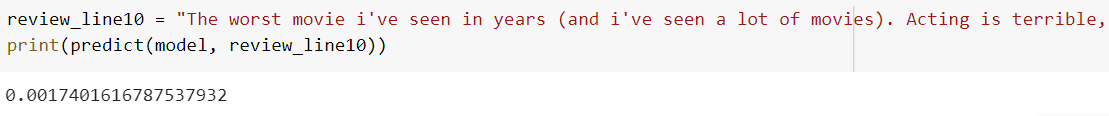 review_line10 = "The worst movie i've seen in years (and i've seen a lot of movies). Acting is terrible,
print(predict(model, review_line10))
0.0017401616787537932